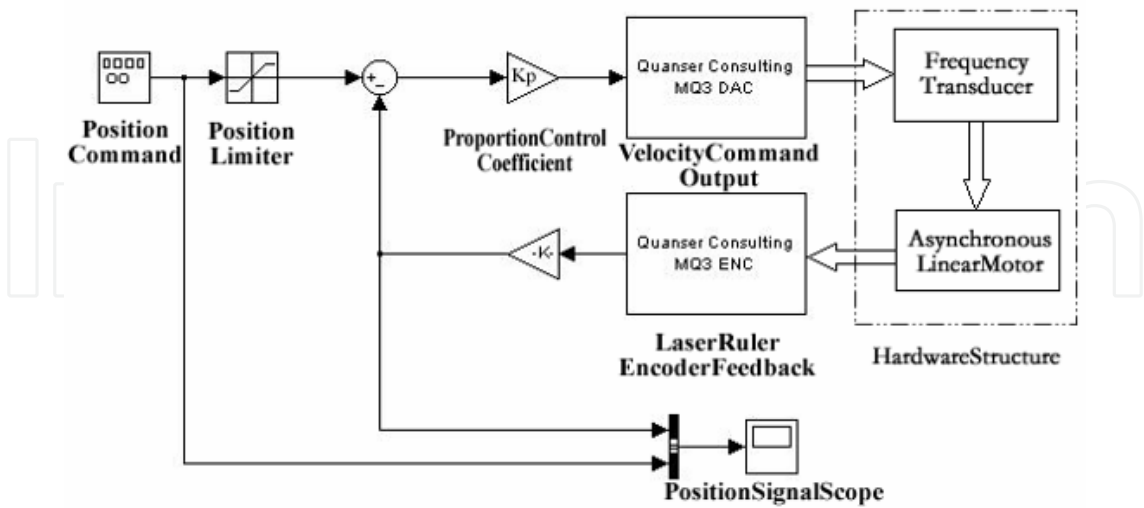 Position
Command
Position
Limiter
+
-
Kp
ProportionControl
Coefficient
Quanser Consulting
MQ3 DAC
VelocityCommand
Output
Frequency
Transducer
Asynchronous
LinearMotor
HardwareStructure
-K-
Quanser Consulting
MQ3 ENC
LaserRuler
EncoderFeedback
PositionSignalScope